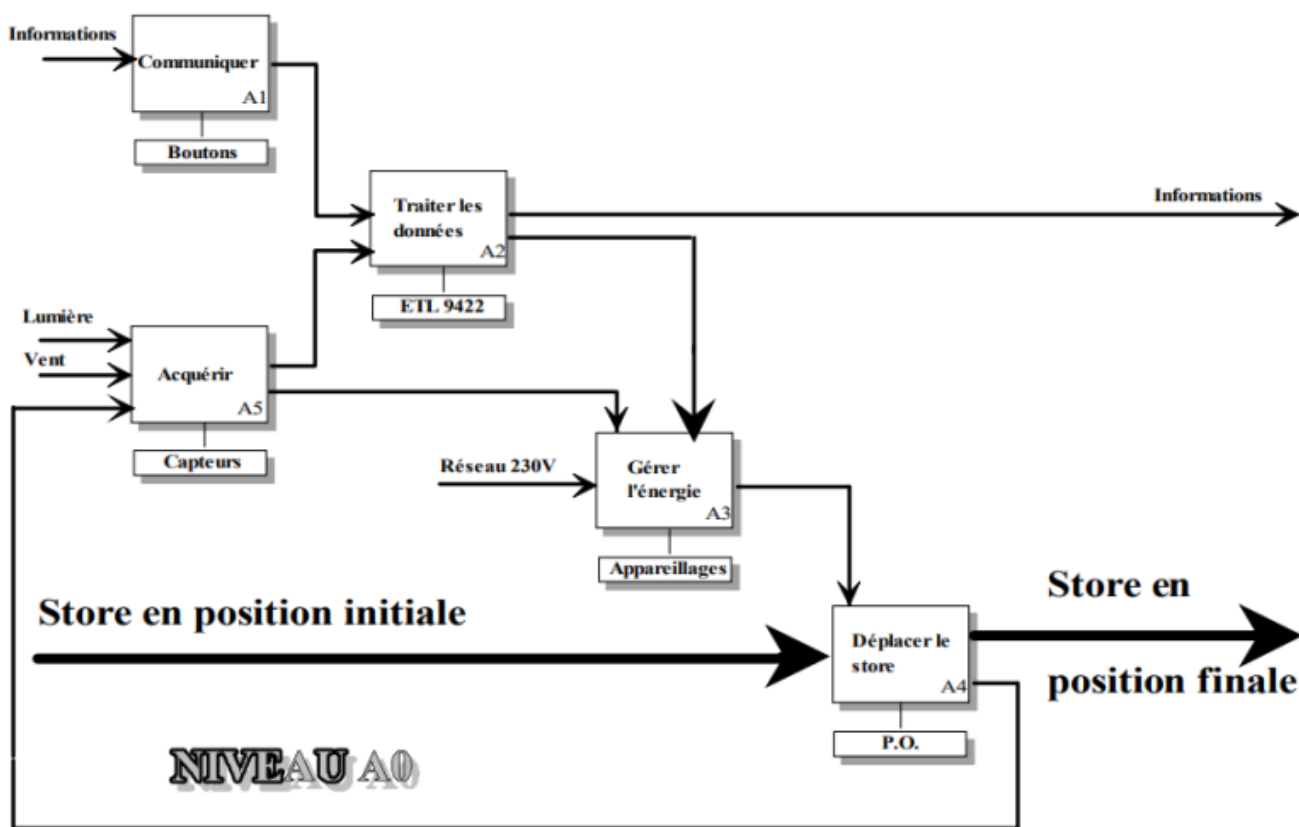 Informations
Communiquer
A1
Boutons
Traiter les
données
A2
ETL 9422
Informations
Lumière
Vent
Acquérir
A5
Capteurs
Réseau 230V
Gérer
l'énergie
A3
Appareillages
Store en position initiale
Déplacer le
store
A4
P.O.
Store en
position finale
NIVEAU A0